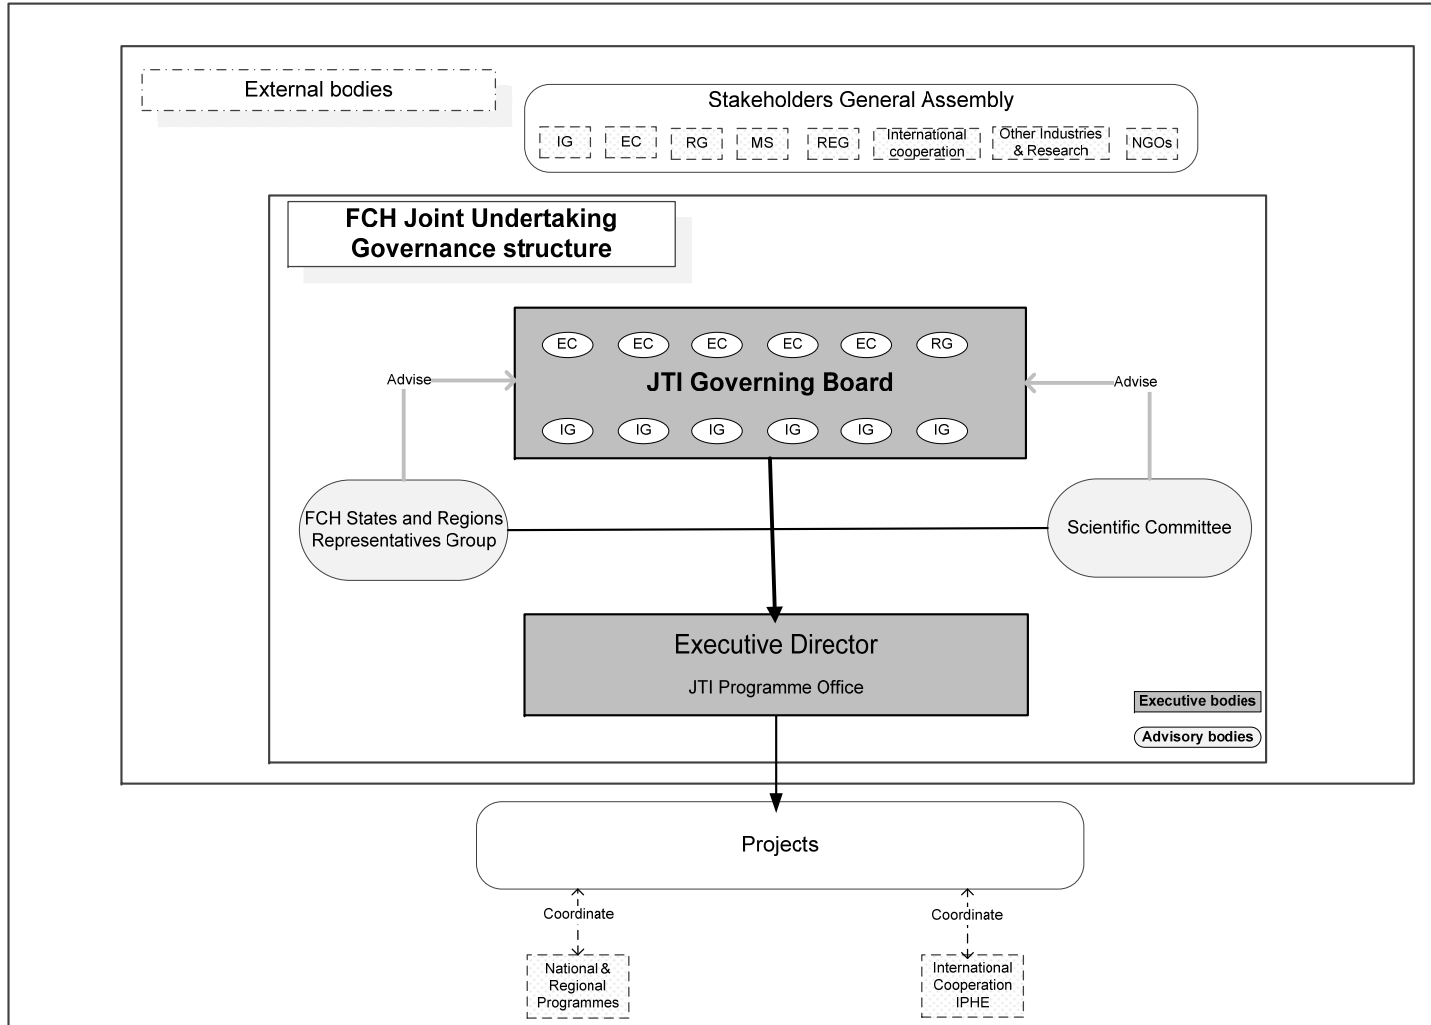 External bodies
Stakeholders General Assembly
IG
EC
RG
MS
REG
International
cooperation
Other Industries
& Research
NGOs
FCH Joint Undertaking
Governance structure
EC
EC
EC
EC
EC
RG
Advise
JTI Governing Board
Advise
IG
IG
IG
IG
IG
IG
FCH States and Regions
Representatives Group
Scientific Committee
Executive Director
JTI Programme Office
Executive bodies
Advisory bodies
Projects
Coordinate
Coordinate
National &
Regional
Programmes
International
Cooperation
IPHE